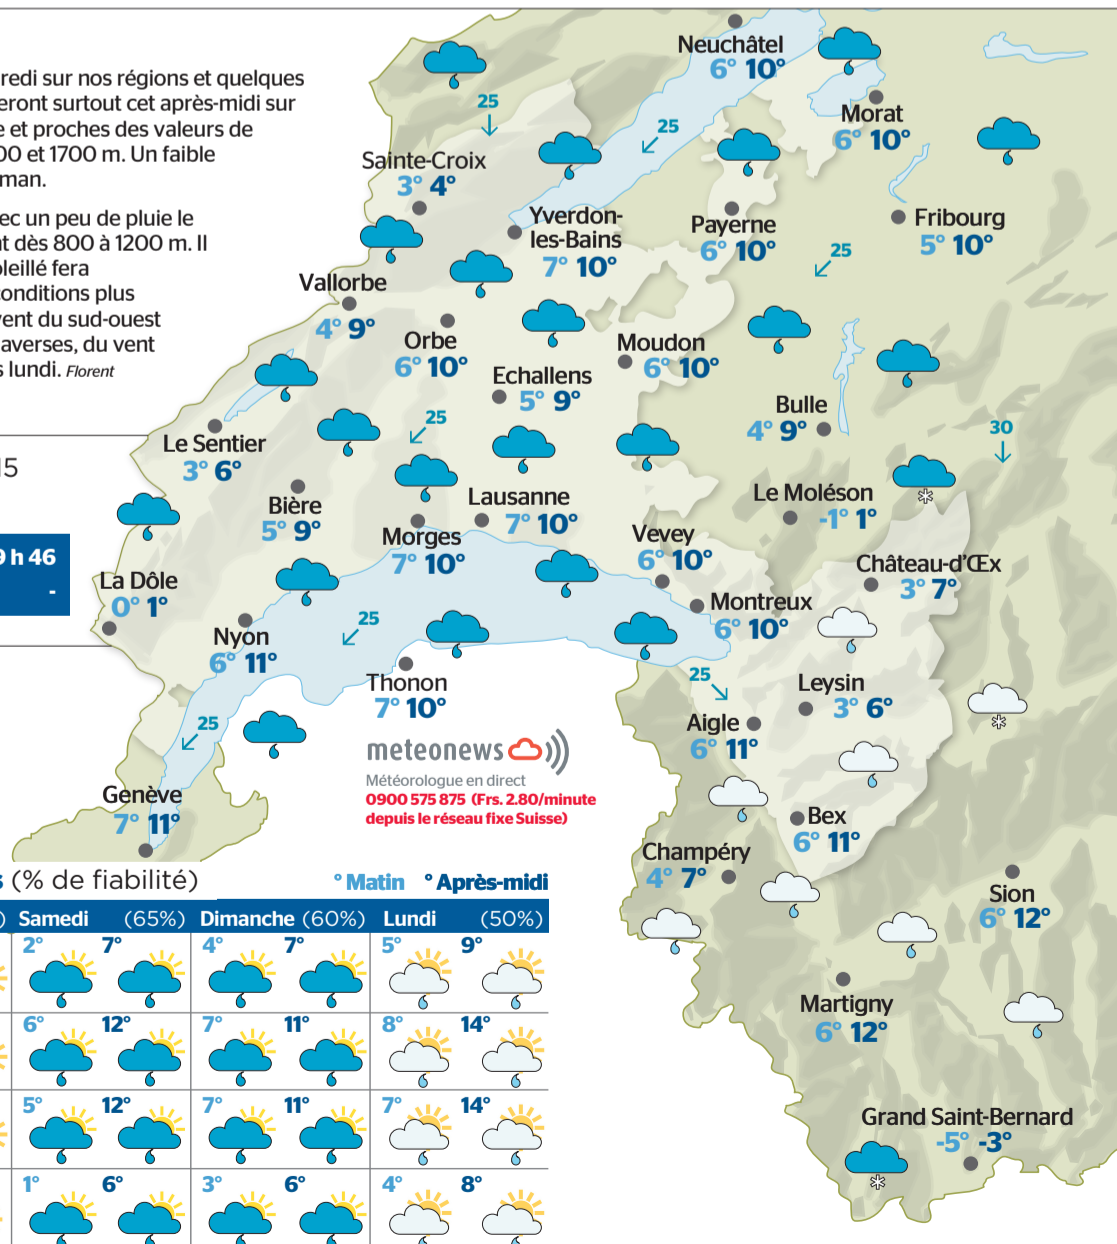 redi sur nos régions et quelques
eront surtout cet après-midi sur
e et proches des valeurs de
00 et 1700 m. Un faible
man.
ec un peu de pluie le
t dès 800 à 1200 m. Il
oleillé fera
conditions plus
vent du sud-ouest
averses, du vent
s lundi. Florent
15
9 h 46
-
Neuchâtel
6° 10°
25
25
Morat
6° 10°
Sainte-Croix
3° 4°
Yverdon-
les-Bains
7° 10°
Payerne
6° 10°
Fribourg
5° 10°
25
Vallorbe
4° 9°
Orbe
6° 10°
Moudon
6° 10°
Echallens
5° 9°
Bulle
4° 9°
25
30
Le Sentier
3° 6°
Bière
5° 9°
Lausanne
7° 10°
Le Moléson
-1° 1°
Morges
7° 10°
Vevey
6° 10°
Château-d'Œx
3° 7°
La Dôle
0° 1°
Montreux
6° 10°
Nyon
6° 11°
25
Thonon
7° 10°
25
Leysin
3° 6°
Aigle
6° 11°
25
meteonews
Météorologue en direct
0900 575 875 (Frs. 2.80/minute
depuis le réseau fixe Suisse)
Genève
7° 11°
Bex
6° 11°
Champéry
4° 7°
Sion
6° 12°
Martigny
6° 12°
Grand Saint-Bernard
-5° -3°
s (% de fiabilité)
° Matin ° Après-midi
) Samedi (65%) Dimanche (60%) Lundi (50%)
2° 7° 4° 7° 5° 9°
6° 12° 7° 11° 8° 14°
5° 12° 7° 11° 7° 14°
1° 6° 3° 6° 4° 8°